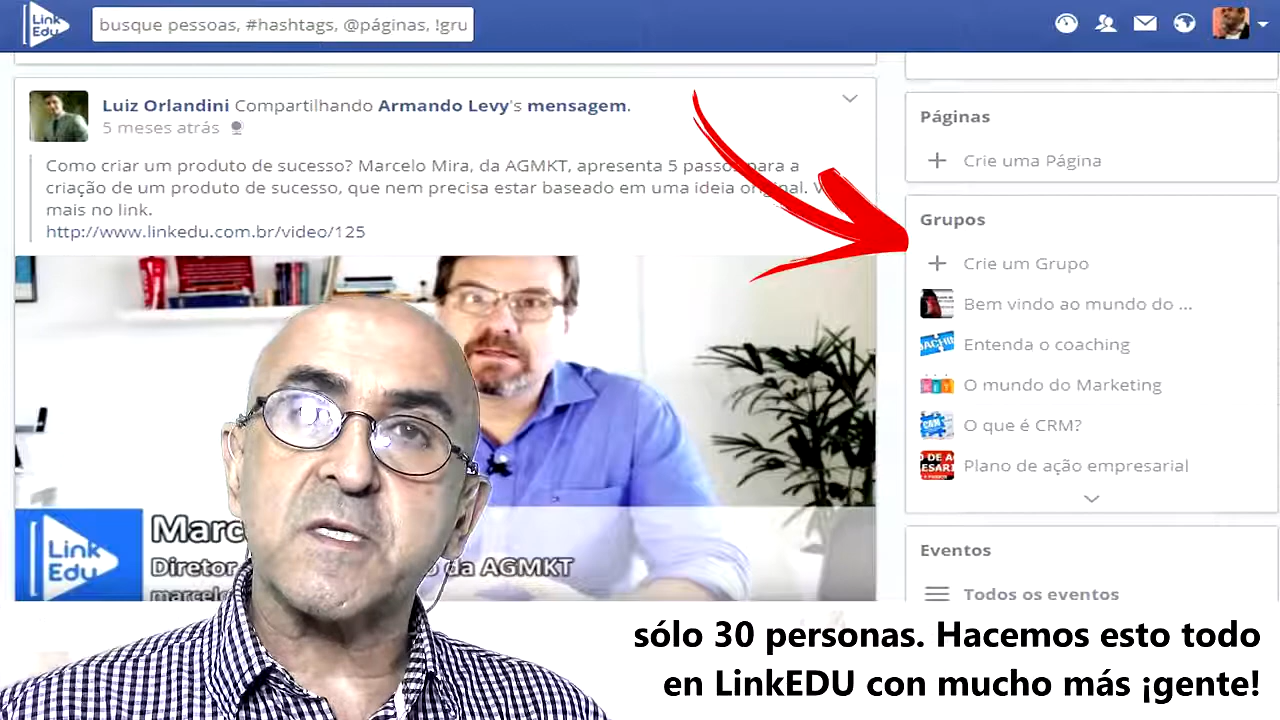 Link
Edu
busque pessoas, #hashtags, @páginas, !gru
Luiz Orlandini Compartilhando Armando Levy's mensagem.
5 meses atrás
Como criar um produto de sucesso? Marcelo Mira, da AGMKT, apresenta 5 passos para a
criação de um produto de sucesso, que nem precisa estar baseado em uma ideia original.
mais no link.
http://www.linkedu.com.br/video/125
Link
Edu
Marc
Diretor da AGMKT
marcelo
Páginas
Crie uma Página
Grupos
Crie um Grupo
Bem vindo ao mundo do ...
Entenda o coaching
O mundo do Marketing
O que é CRM?
Plano de ação empresarial
Eventos
Todos os eventos
sólo 30 personas. Hacemos esto todo
en LinkEDU con mucho más ¡gente!